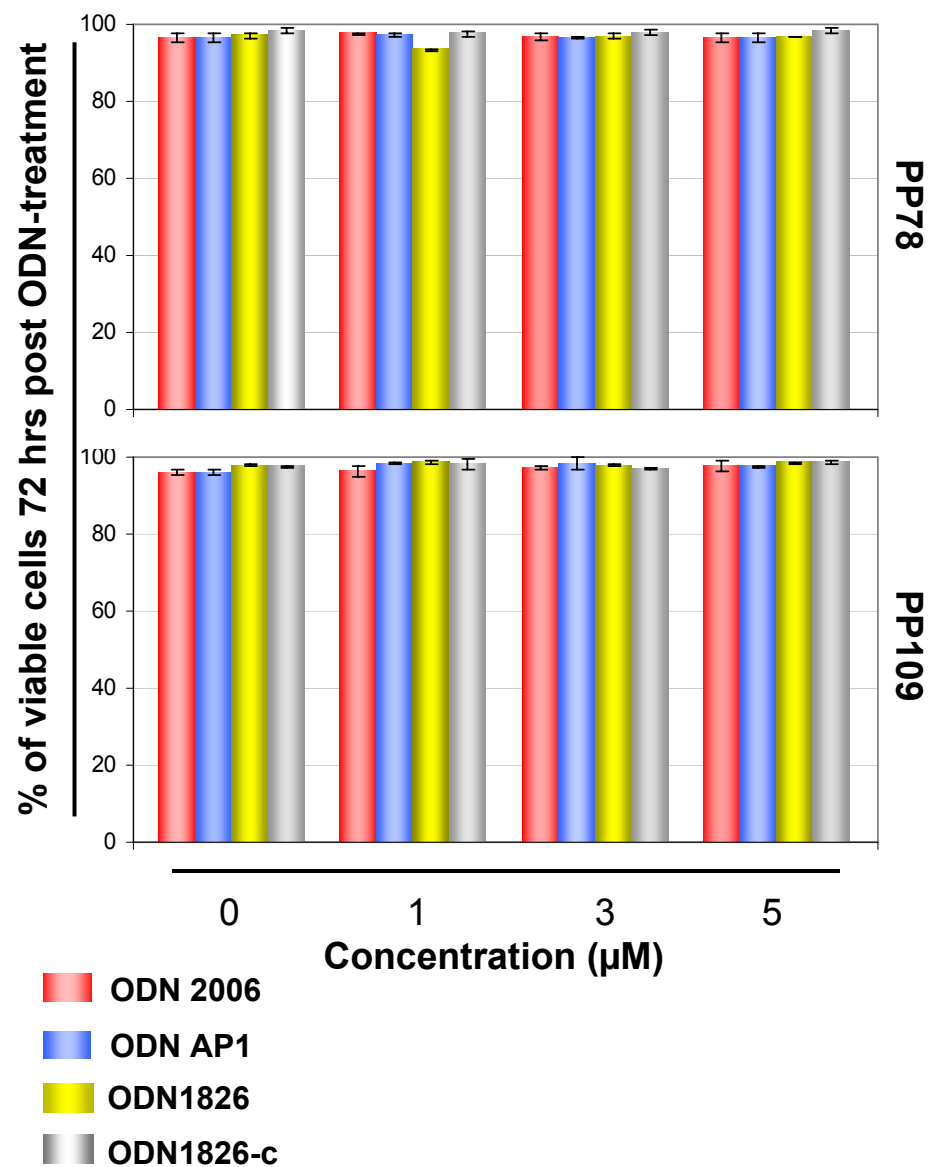 % of viable cells 72 hrs post ODN-treatment
100
80
60
40
20
0
PP78
100
80
60
40
20
0
PP109
0 1 3 5
Concentration (µM)
ODN 2006
ODN AP1
ODN1826
ODN1826-c